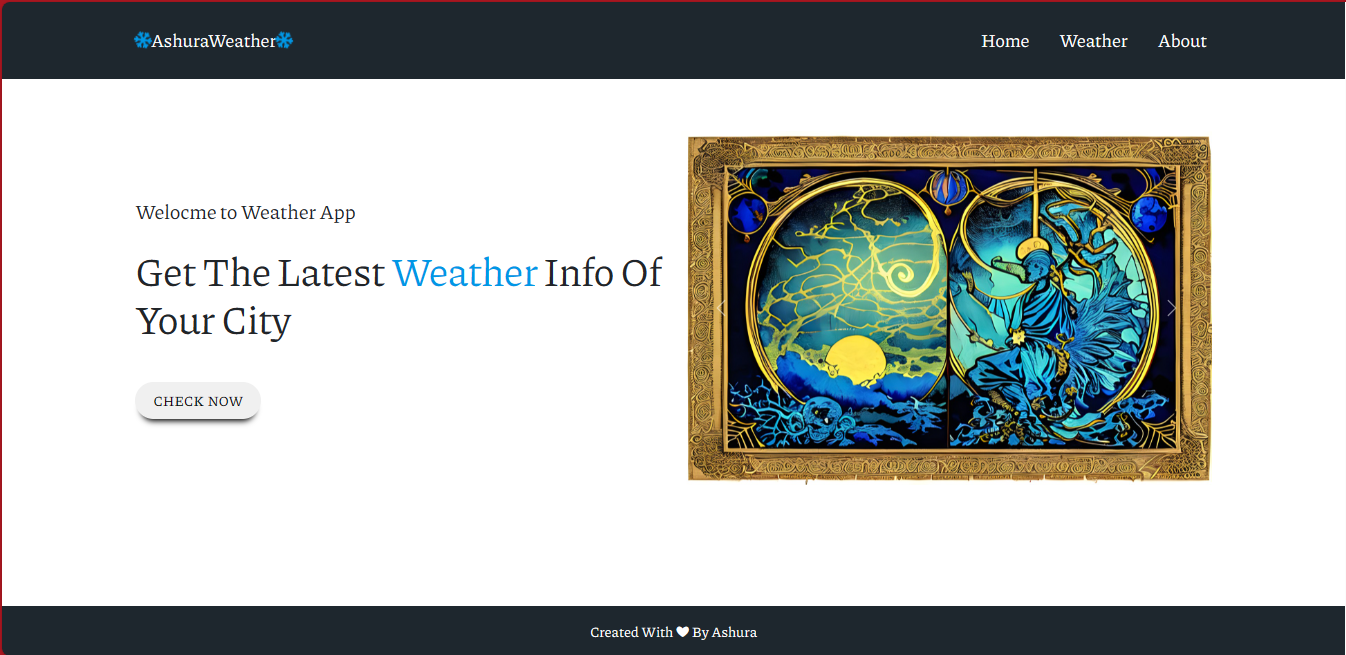 AshuraWeather
Home Weather About
Welocme to Weather App
Get The Latest Weather Info Of
Your City
CHECK NOW
Created With ❤ By Ashura